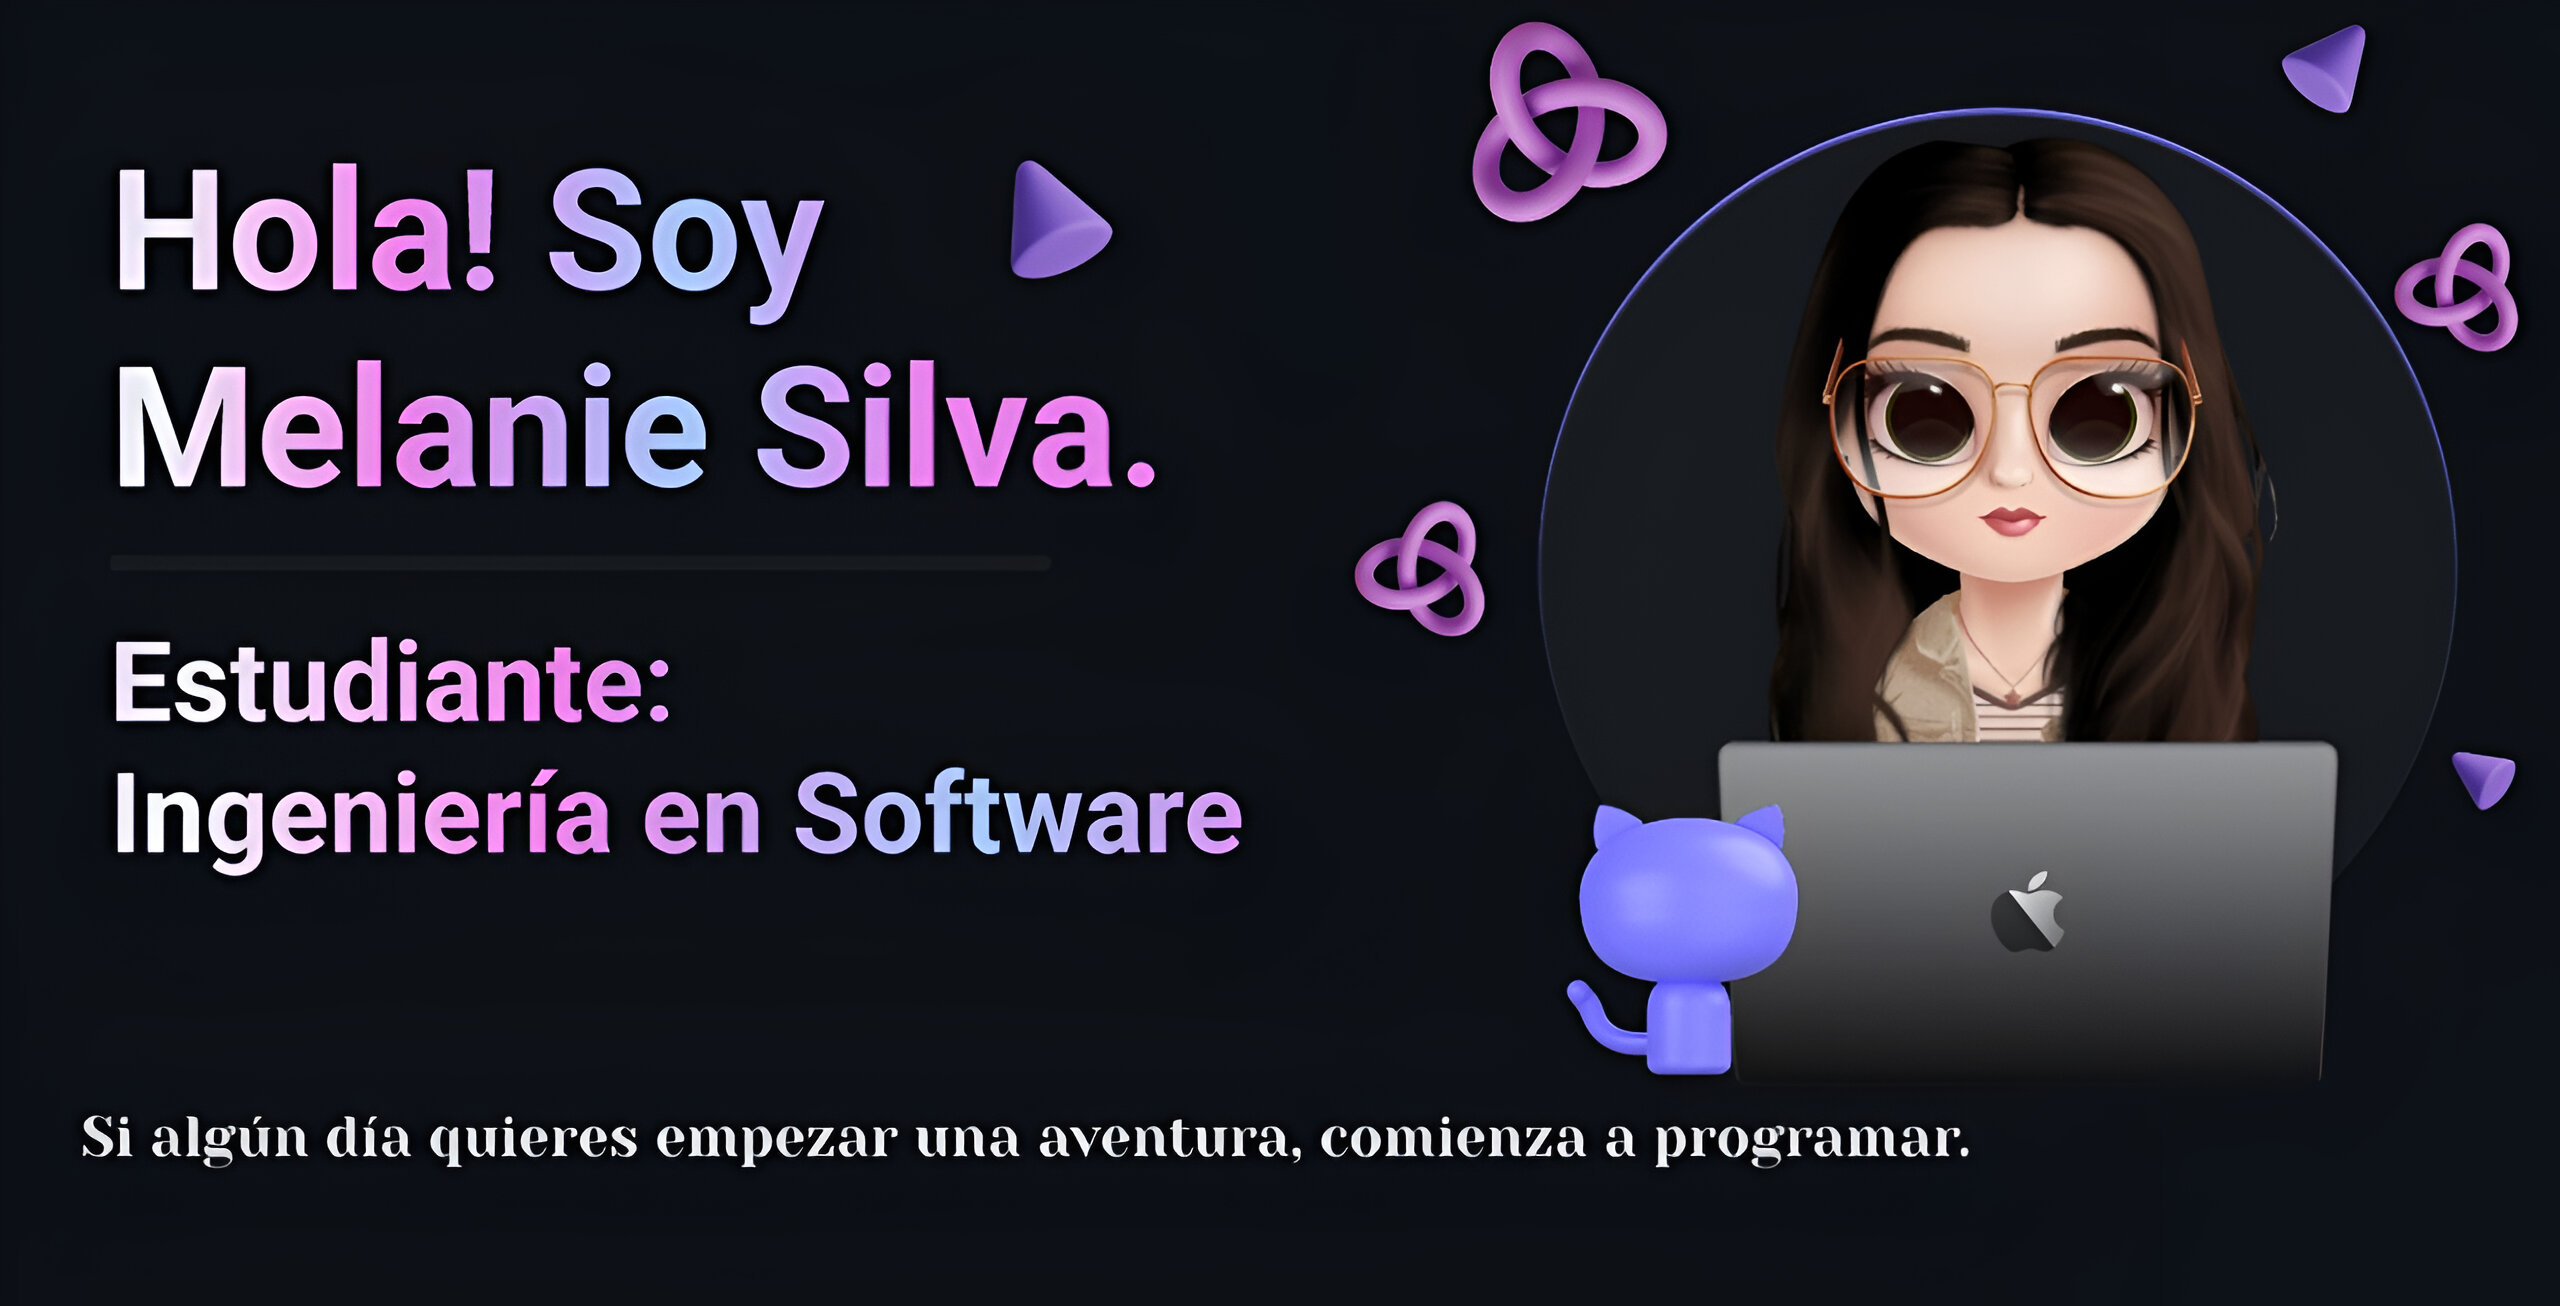 Hola! Soy
Melanie Silva.
Estudiante:
Ingeniería en Software
Si algún día quieres empezar una aventura, comienza a programar.